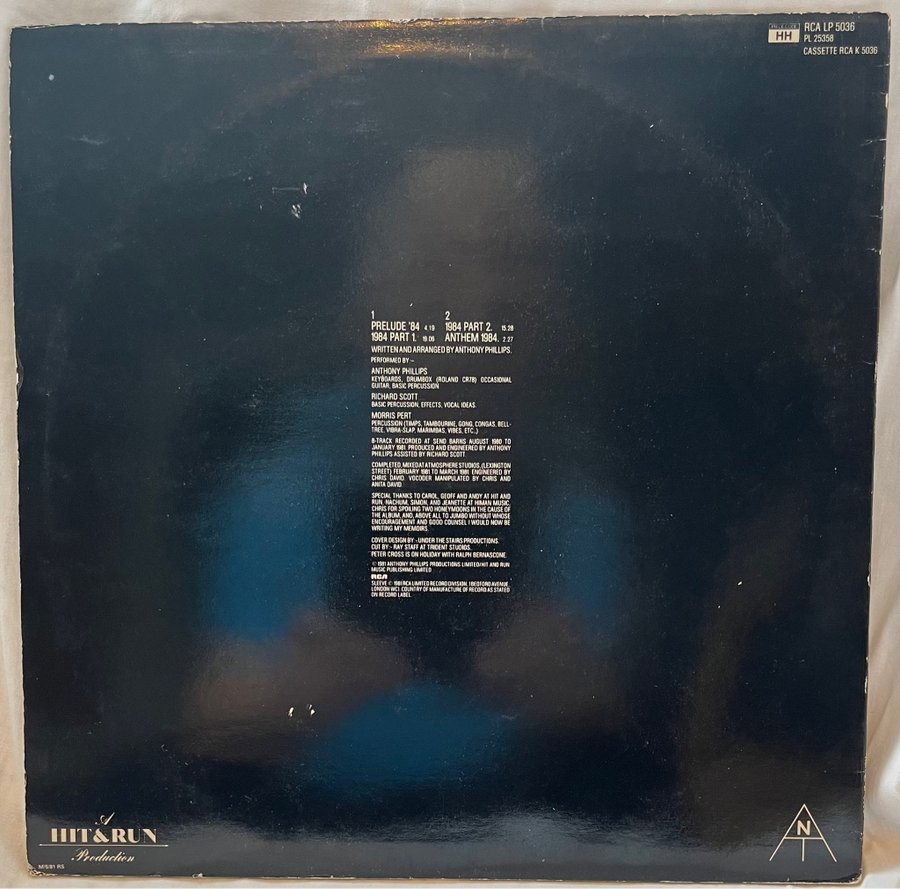 PRICE CODE
HH
RCA LP 5036
PL 25358
CASSETTE RCA K 5036
1
PRELUDE '84 4.19
1984 PART 1. 19.06
2
1984 PART 2. 15.28
ANTHEM 1984. 2.27
WRITTEN AND ARRANGED BY ANTHONY PHILLIPS.
PERFORMED BY:-
ANTHONY PHILLIPS
KEYBOARDS, DRUMBOX (ROLAND CR78) OCCASIONAL
GUITAR, BASIC PERCUSSION
RICHARD SCOTT
BASIC PERCUSSION, EFFECTS, VOCAL IDEAS.
MORRIS PERT
PERCUSSION (TIMPS, TAMBOURINE, GONG, CONGAS, BELL-
TREE, VIBRA-SLAP, MARIMBAS, VIBES, ETC.,)
8-TRACK RECORDED AT SEND BARNS AUGUST 1980 TO
JANUARY 1981. PRODUCED AND ENGINEERED BY ANTHONY
PHILLIPS ASSISTED BY RICHARD SCOTT.
COMPLETED, MIXED AT ATMOSPHERE STUDIOS, (LEXINGTON
STREET) FEBRUARY 1981 TO MARCH 1981. ENGINEERED BY
CHRIS DAVID. VOCODER MANIPULATED BY CHRIS AND
ANITA DAVID.
SPECIAL THANKS TO CAROL, GEOFF AND ANDY AT HIT AND
RUN, NACHUM, SIMON, AND JEANETTE AT HIMAN MUSIC,
CHRIS FOR SPOILING TWO HONEYMOONS IN THE CAUSE OF
THE ALBUM, AND, ABOVE ALL TO JUMBO WITHOUT WHOSE
ENCOURAGEMENT AND GOOD COUNSEL I WOULD NOW BE
WRITING MY MEMOIRS.
COVER DESIGN BY:- UNDER THE STAIRS PRODUCTIONS.
CUT BY:- RAY STAFF AT TRIDENT STUDIOS.
PETER CROSS IS ON HOLIDAY WITH RALPH BERNASCONE.
© 1981 ANTHONY PHILLIPS PRODUCTIONS LIMITED/HIT AND RUN
MUSIC PUBLISHING LIMITED
RCA
SLEEVE © 1981 RCA LIMITED RECORD DIVISION, 1 BEDFORD AVENUE,
LONDON WC1. COUNTRY OF MANUFACTURE OF RECORD AS STATED
ON RECORD LABEL.
A
HIT & RUN
Production
M/5/81 RS
ANT